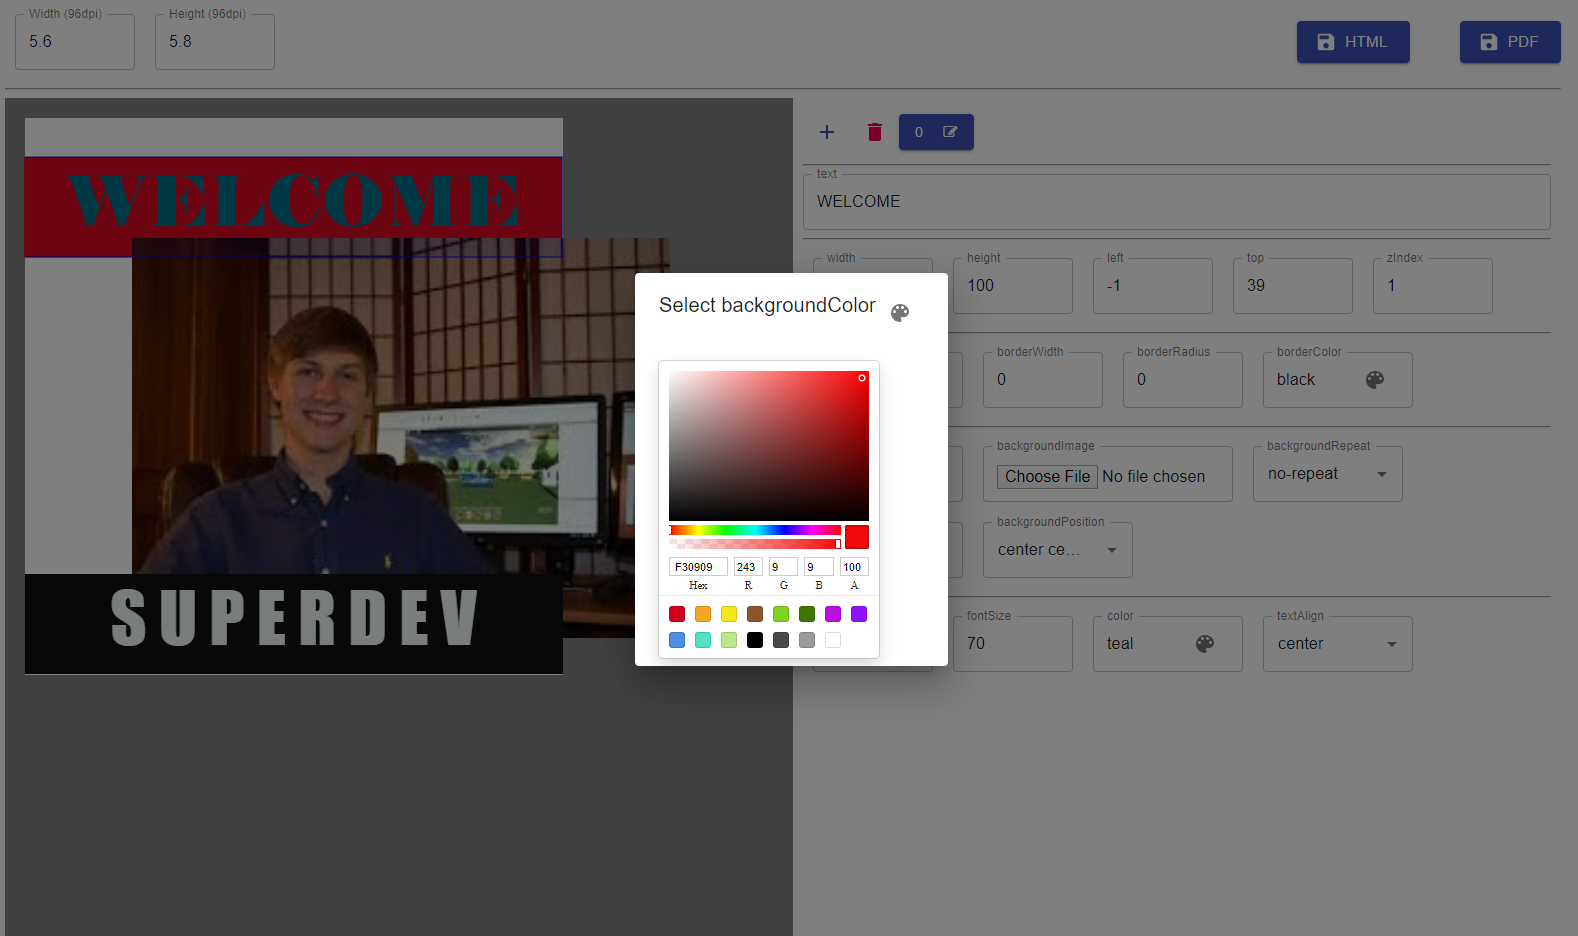 Width (96dpi)
5.6
Height (96dpi)
5.8
HTML
PDF
WELCOME
SUPERDEV
0
text
WELCOME
width
height
100
left
-1
top
39
zIndex
1
borderWidth
0
borderRadius
0
borderColor
black
backgroundImage
Choose File No file chosen
backgroundRepeat
no-repeat
backgroundPosition
center ce...
fontSize
70
color
teal
textAlign
center
Select backgroundColor
F30909 243 9 9 100
Hex R G B A